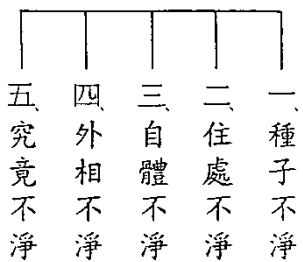 一、種子不淨
二、住處不淨
三、自體不淨
四、外相不淨
五、究竟不淨